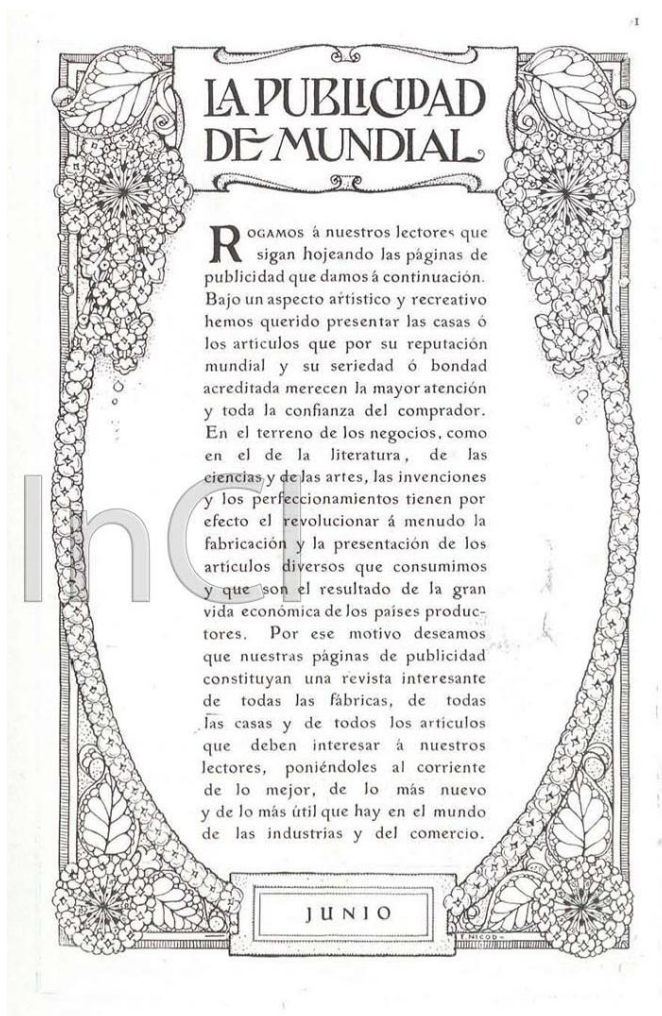 1
LA PUBLICIDAD
DE MUNDIAL
ROGAMOS á nuestros lectores que
sigan hojeando las páginas de
publicidad que damos á continuación.
Bajo un aspecto artístico y recreativo
hemos querido presentar las casas ó
los artículos que por su reputación
mundial y su seriedad ó bondad
acreditada merecen la mayor atención
y toda la confianza del comprador.
En el terreno de los negocios, como
en el de la literatura, de las
ciencias y de las artes, las invenciones
y los perfeccionamientos tienen por
efecto el revolucionar á menudo la
fabricación y la presentación de los
artículos diversos que consumimos
y que son el resultado de la gran
vida económica de los países produc-
tores. Por ese motivo deseamos
que nuestras páginas de publicidad
constituyan una revista interesante
de todas las fábricas, de todas
las casas y de todos los artículos
que deben interesar á nuestros
lectores, poniéndoles al corriente
de lo mejor, de lo más nuevo
y de lo más útil que hay en el mundo
de las industrias y del comercio.
InCI
JUNIO
E. NICOD